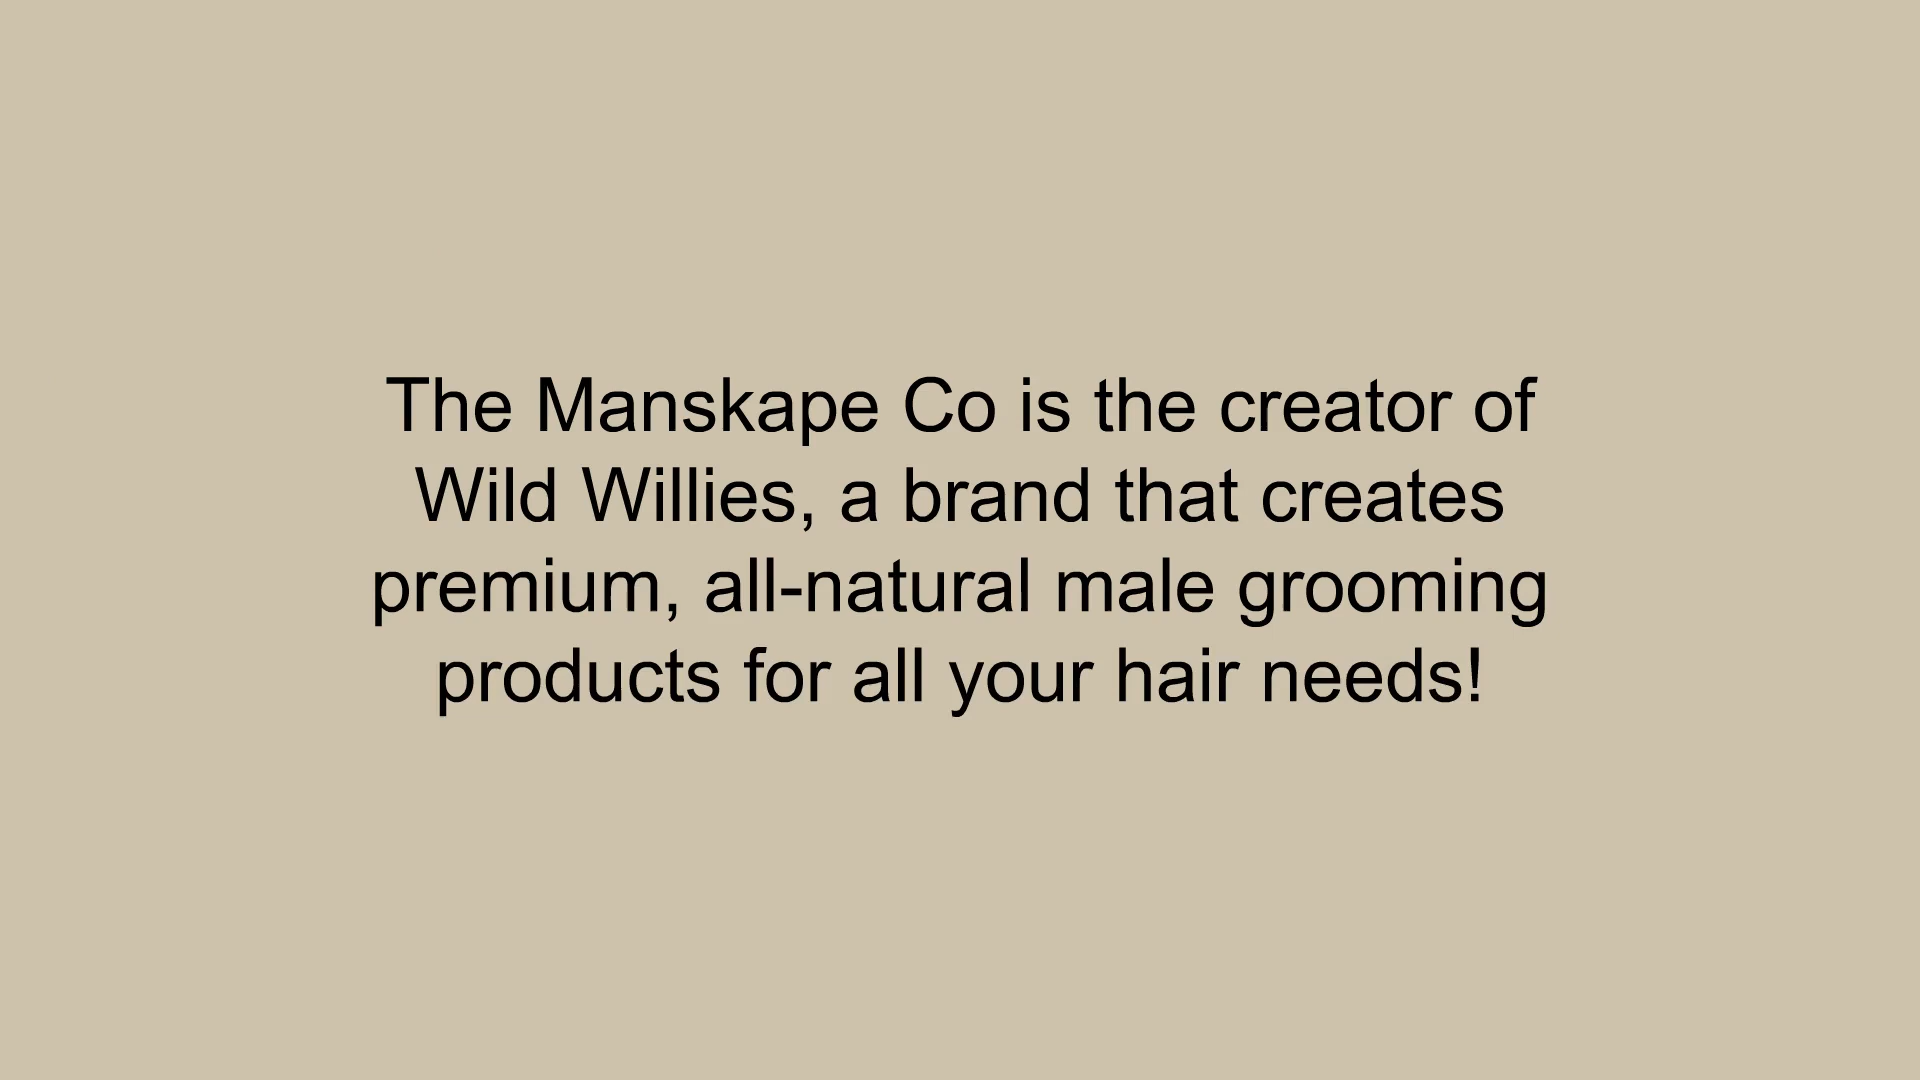 The Manskape Co is the creator of
Wild Willies, a brand that creates
premium, all-natural male grooming
products for all your hair needs!